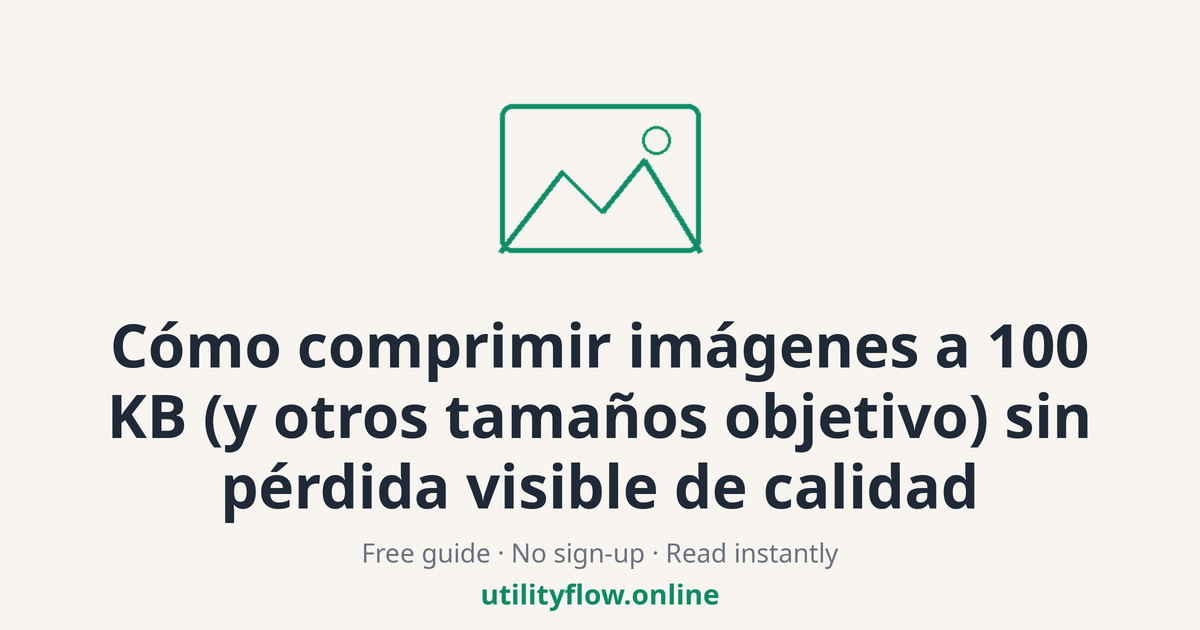 Cómo comprimir imágenes a 100
KB (y otros tamaños objetivo) sin
pérdida visible de calidad
Free guide · No sign-up · Read instantly
utilityflow.online